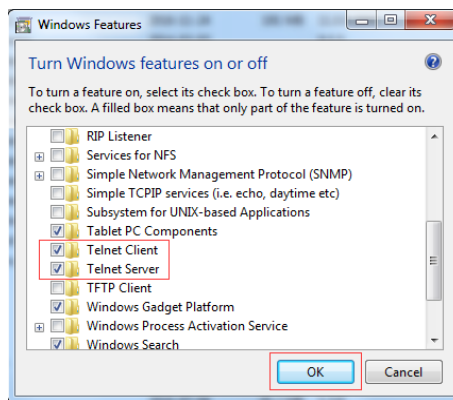 Windows Features
Turn Windows features on or off
To turn a feature on, select its check box. To turn a feature off, clear its
check box. A filled box means that only part of the feature is turned on.
RIP Listener
Services for NFS
Simple Network Management Protocol (SNMP)
Simple TCPIP services (i.e. echo, daytime etc)
Subsystem for UNIX-based Applications
Tablet PC Components
Telnet Client
Telnet Server
TFTP Client
Windows Gadget Platform
Windows Process Activation Service
Windows Search
OK
Cancel